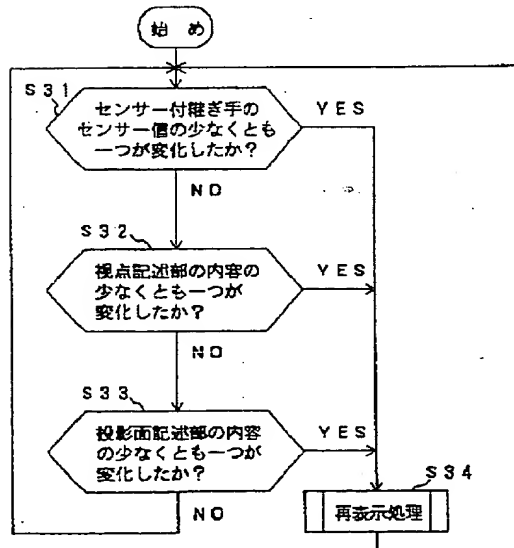 始め
S31
センサー付継ぎ手の
センサー値の少なくとも
一つが変化したか?
YES
NO
S32
視点記述部の内容の
少なくとも一つが
変化したか?
YES
NO
S33
投影面記述部の内容
の少なくとも一つが
変化したか?
YES
NO
S34
再表示処理